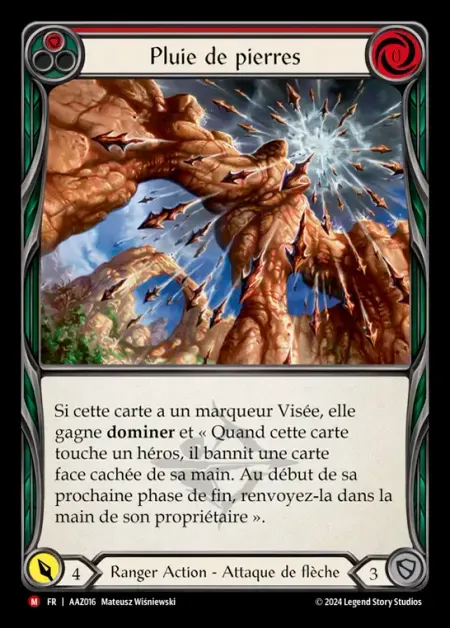 Pluie de pierres
0
Si cette carte a un marqueur Visée, elle
gagne dominer et « Quand cette carte
touche un héros, il bannit une carte
face cachée de sa main. Au début de sa
prochaine phase de fin, renvoyez-la dans la
main de son propriétaire ».
4
Ranger Action - Attaque de flèche
3
M
FR | AAZ016 Mateusz Wiśniewski
© 2024 Legend Story Studios